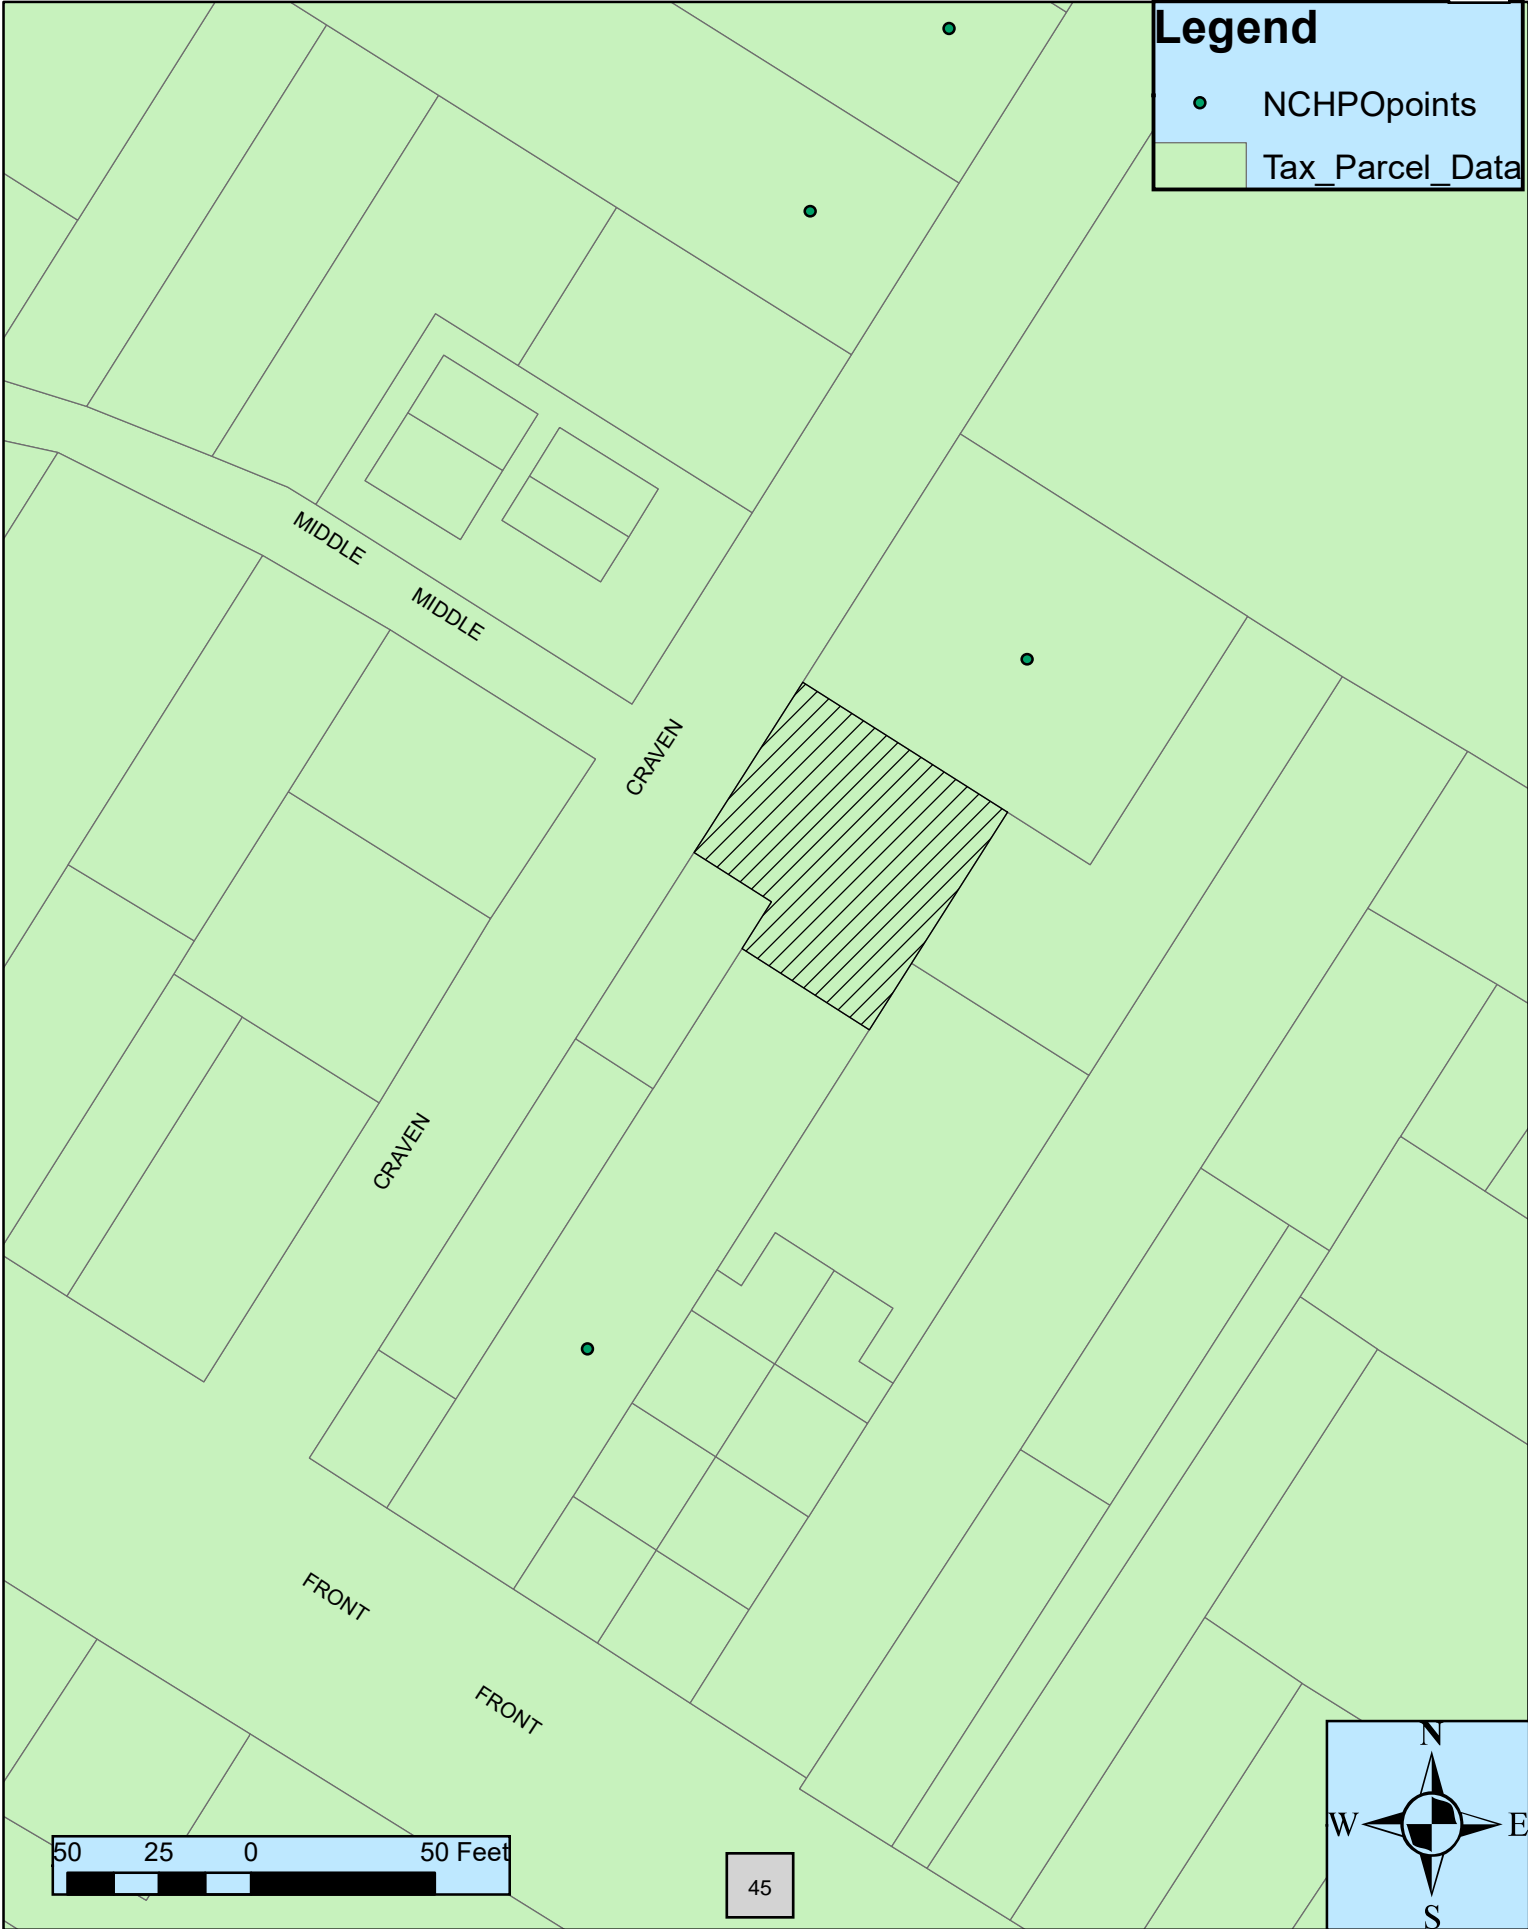 Legend
NCHPOpoints
Tax_Parcel_Data
MIDDLE
MIDDLE
CRAVEN
CRAVEN
FRONT
FRONT
N
W E
S
50 25 0 50 Feet
45